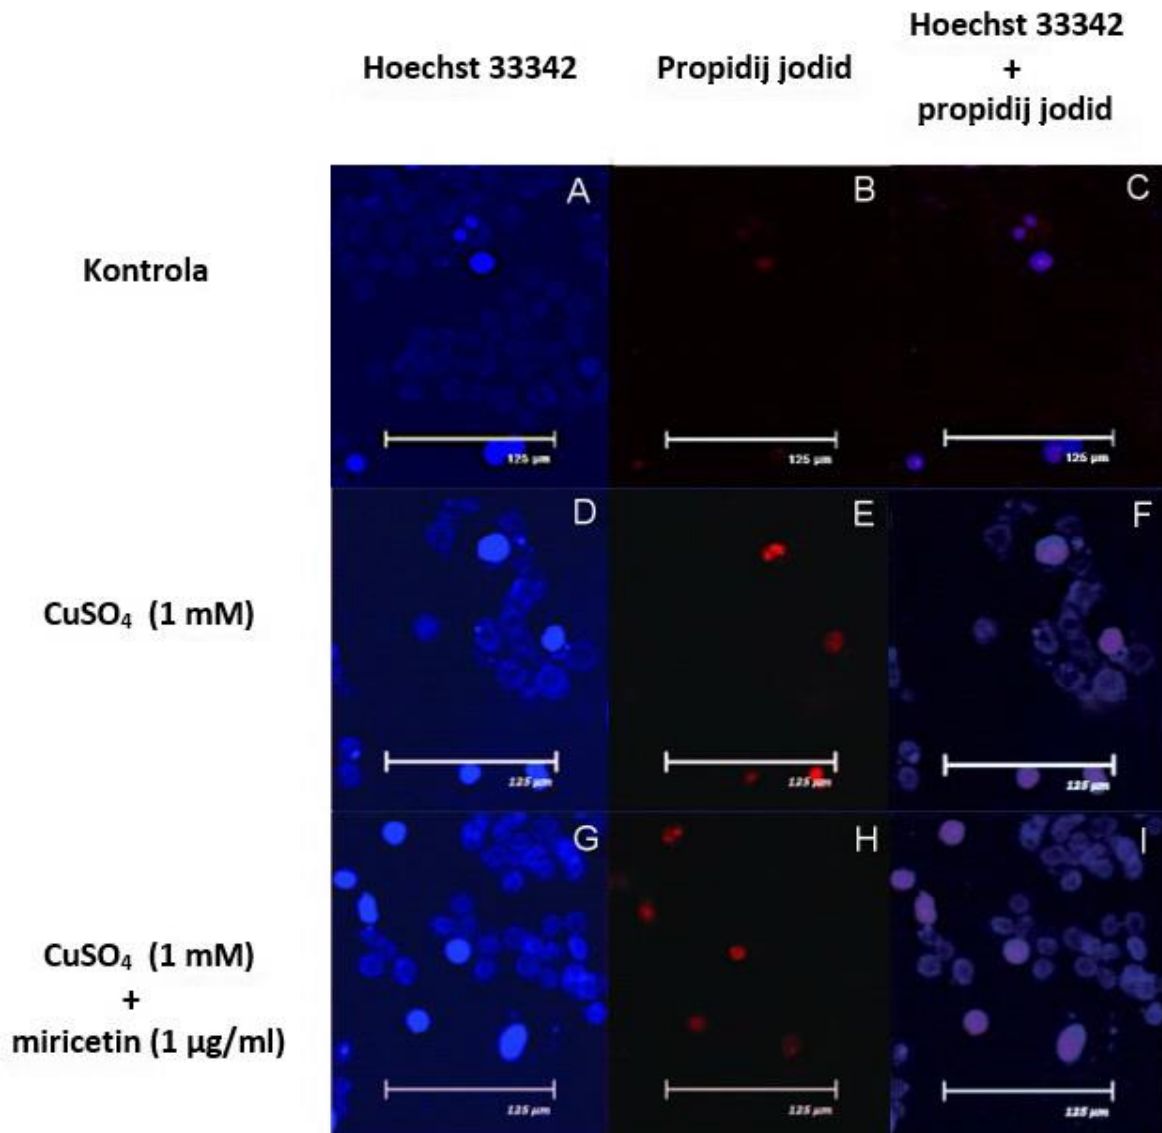 Hoechst 33342
Propidij jodid
Hoechst 33342
+
propidij jodid
Kontrola
A
B
C
125 µm
125 µm
125 µm
CuSO₄ (1 mM)
D
E
F
125 µm
125 µm
125 µm
CuSO₄ (1 mM)
+
miricetin (1 µg/ml)
G
H
I
125 µm
125 µm
125 µm